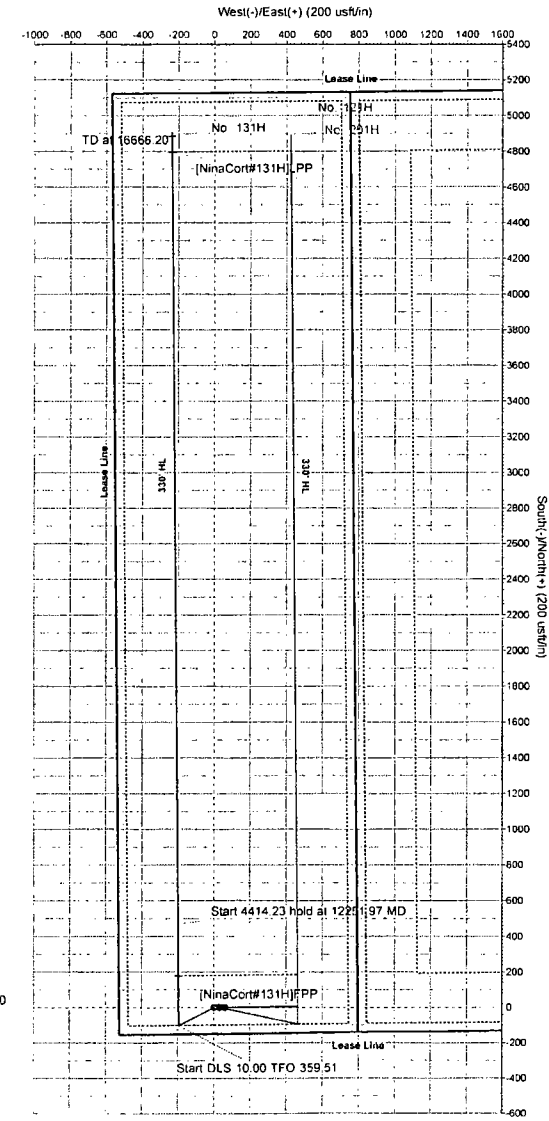 West(-)/East(+) (200 usft/in)
-1000 -800 -600 -400 -200 0 200 400 600 800 1000 1200 1400 1600
5400
5200
Lease Line
5000
No 131H
No
4800
TD at 16666.20
[NinaCort#131H]LPP
4600
4400
4200
4000
3800
3600
3400
3200
3000
Lease Line
330' HL
330' HL
2800
South(-)/North(+) (200 usft/in)
2600
2400
2200
2000
1800
1600
1400
1200
1000
800
600
Start 4414.23 hold at 12251.97 MD
400
200
[NinaCort#131H]FPP
0
0
-200
Lease Line
Start DLS 10.00 TFO 359.51
-400
-600